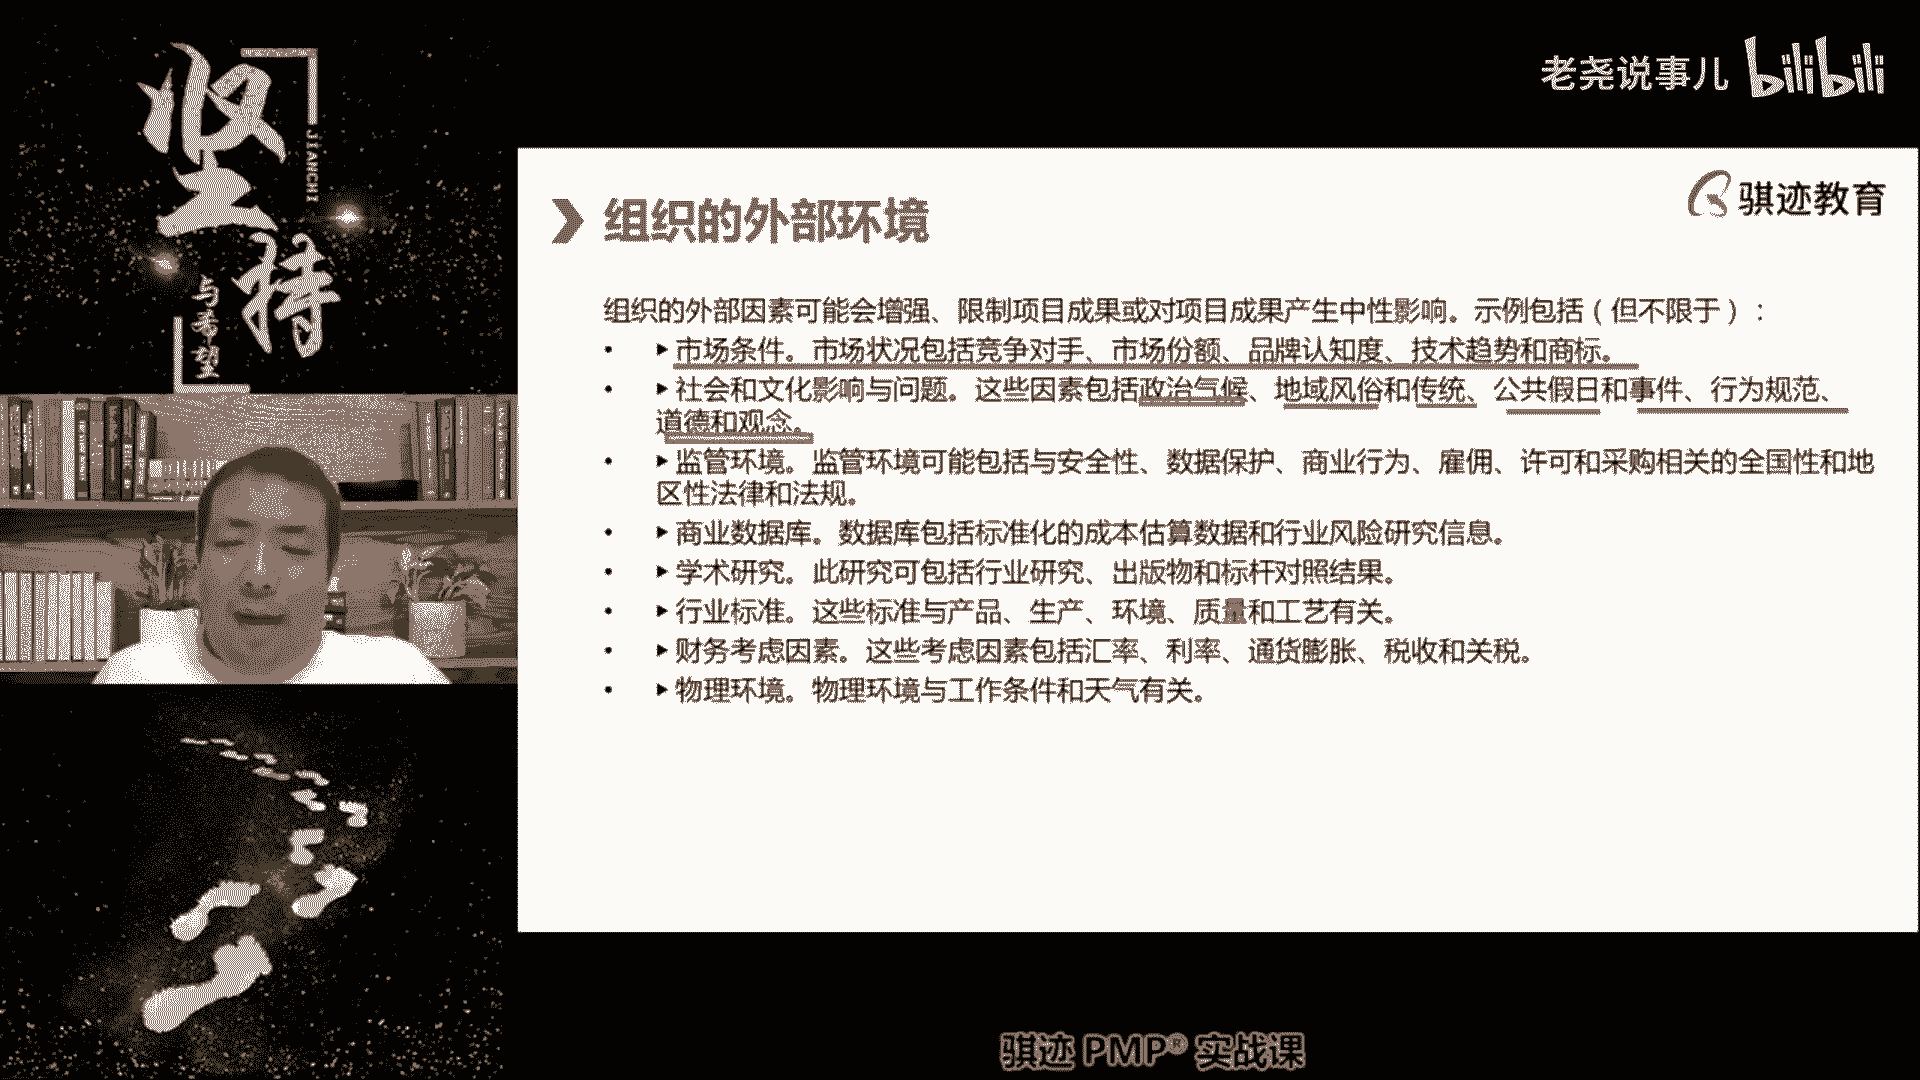 坚持
JIANCHI
与希望
老尧说事儿 bilibili
骐迹教育
组织的外部环境
组织的外部因素可能会增强、限制项目成果或对项目成果产生中性影响。示例包括（但不限于）：
• ▶ 市场条件。市场状况包括竞争对手、市场份额、品牌认知度、技术趋势和商标。
• ▶ 社会和文化影响与问题。这些因素包括政治气候、地域风俗和传统、公共假日和事件、行为规范、
道德和观念。
• ▶ 监管环境。监管环境可能包括与安全性、数据保护、商业行为、雇佣、许可和采购相关的全国性和地
区性法律和法规。
• ▶ 商业数据库。数据库包括标准化的成本估算数据和行业风险研究信息。
• ▶ 学术研究。此研究可包括行业研究、出版物和标杆对照结果。
• ▶ 行业标准。这些标准与产品、生产、环境、质量和工艺有关。
• ▶ 财务考虑因素。这些考虑因素包括汇率、利率、通货膨胀、税收和关税。
• ▶ 物理环境。物理环境与工作条件和天气有关。
骐迹 PMP® 实战课